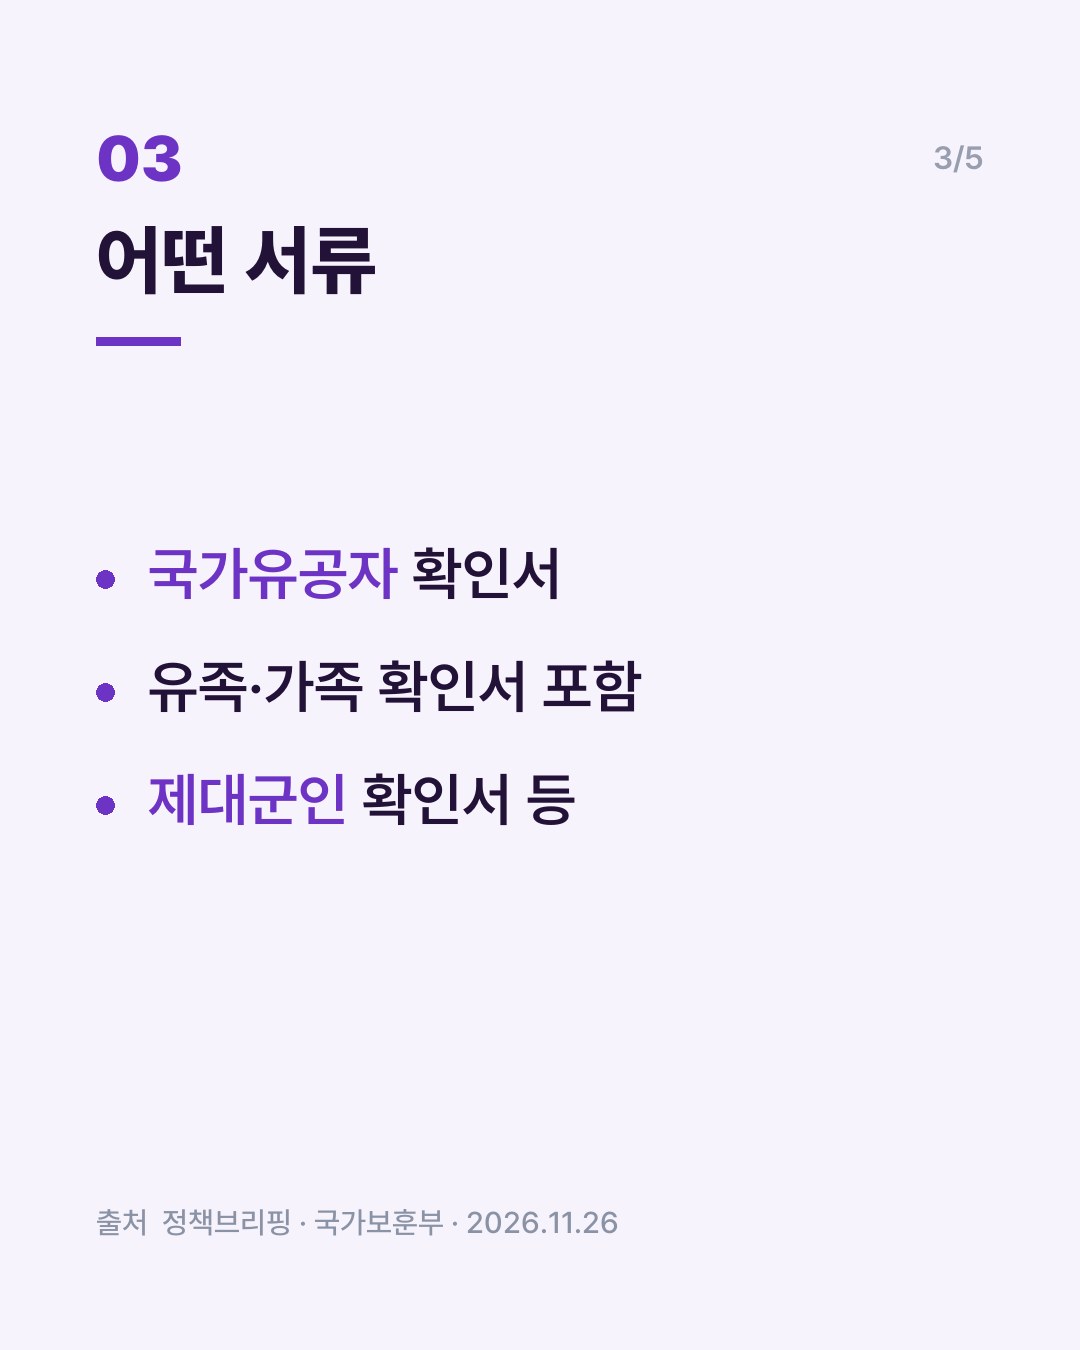 03
3/5
어떤 서류
국가유공자 확인서
유족·가족 확인서 포함
제대군인 확인서 등
출처 정책브리핑 · 국가보훈부 · 2026.11.26